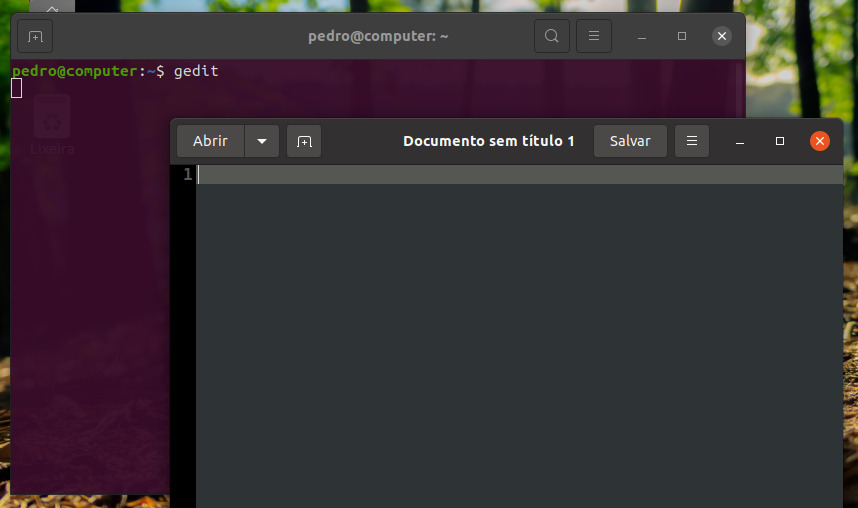 pedro@computer: ~
pedro@computer:~$ gedit
Lixeira
Abrir
Documento sem título 1
Salvar
1